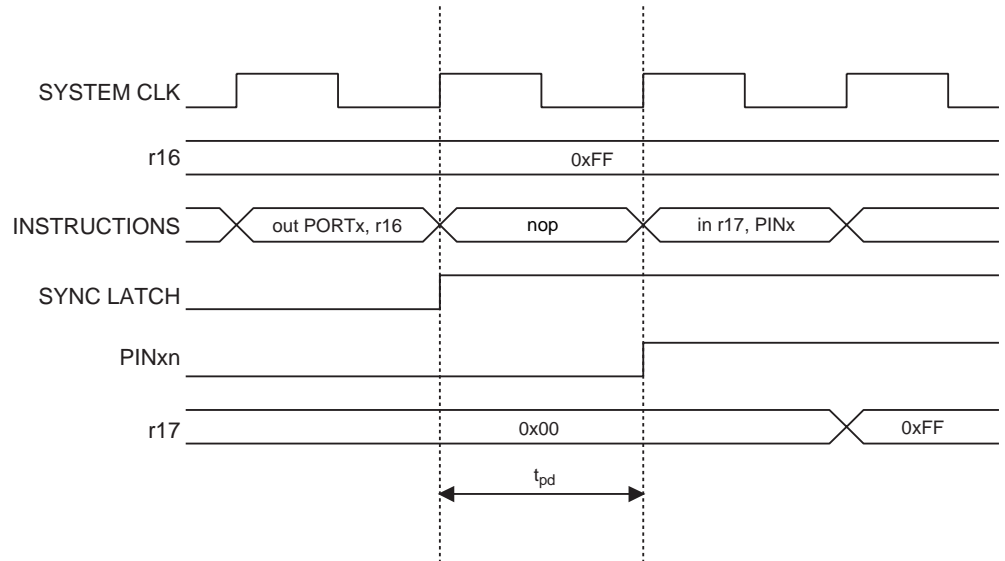 SYSTEM CLK
r16
0xFF
INSTRUCTIONS
out PORTx, r16
nop
in r17, PINx
SYNC LATCH
PINxn
r17
0x00
0xFF
tpd